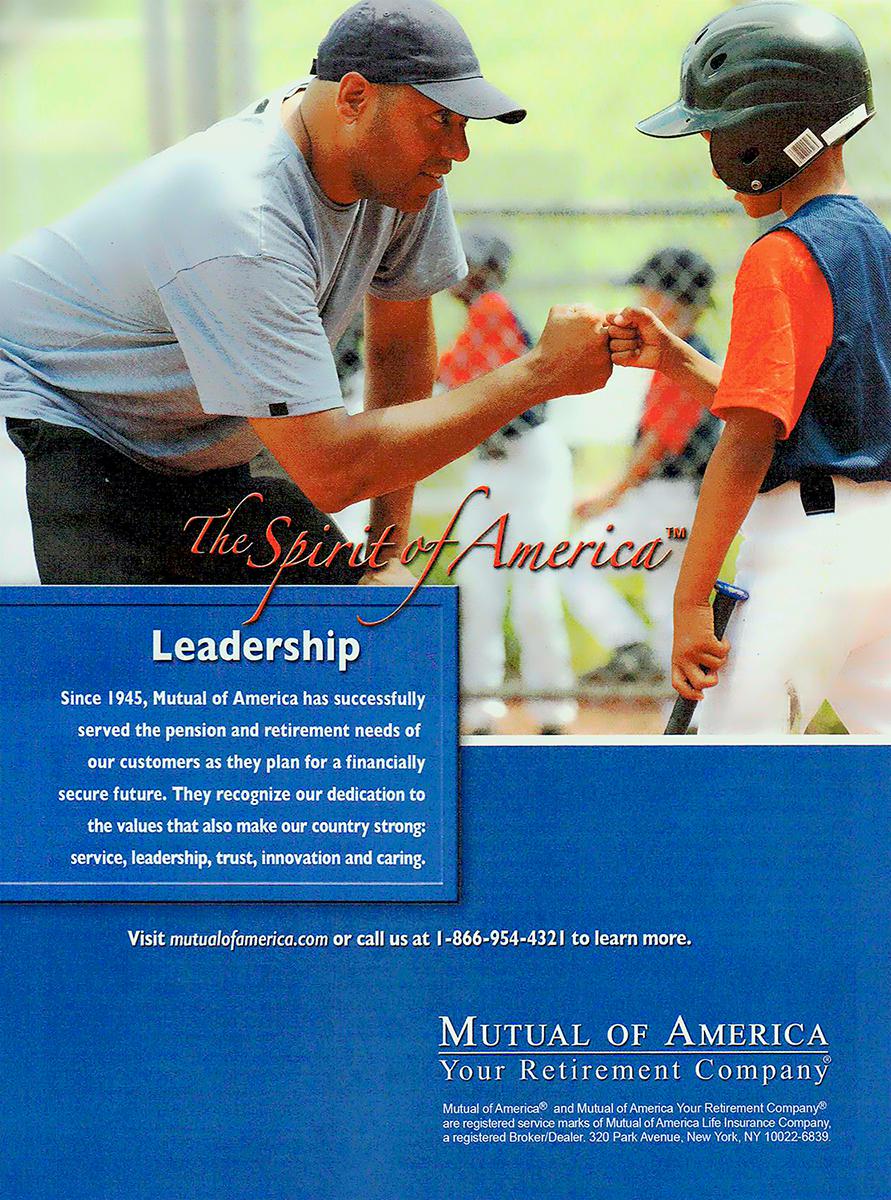 The Spirit of America™
Leadership
Since 1945, Mutual of America has successfully
served the pension and retirement needs of
our customers as they plan for a financially
secure future. They recognize our dedication to
the values that also make our country strong:
service, leadership, trust, innovation and caring.
Visit mutualofamerica.com or call us at 1-866-954-4321 to learn more.
MUTUAL OF AMERICA
Your Retirement Company®
Mutual of America® and Mutual of America Your Retirement Company®
are registered service marks of Mutual of America Life Insurance Company,
a registered Broker/Dealer. 320 Park Avenue, New York, NY 10022-6839.